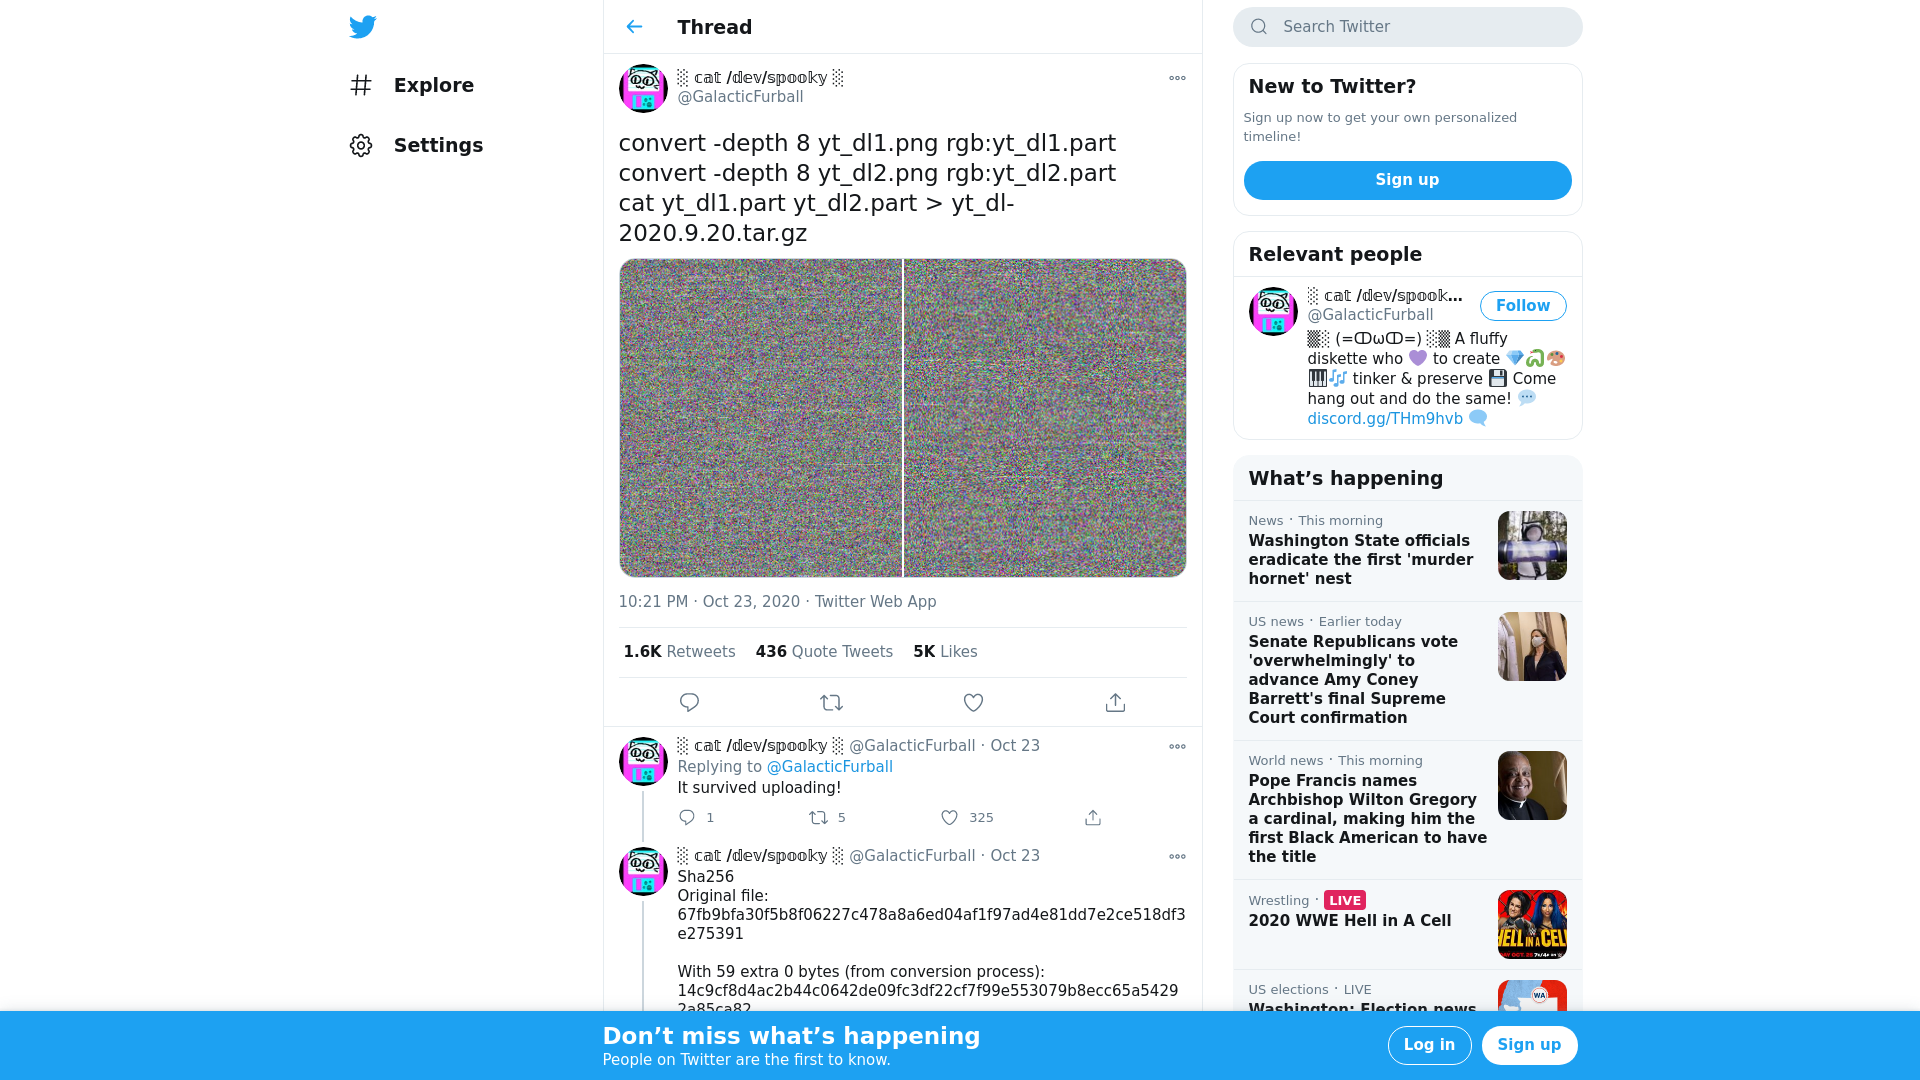 Explore
Settings
Thread
░ 𝕔𝕒𝕥 /𝕕𝕖𝕧/𝕤𝕡𝕠𝕠𝕜𝕪 ░
@GalacticFurball
convert -depth 8 yt_dl1.png rgb:yt_dl1.part
convert -depth 8 yt_dl2.png rgb:yt_dl2.part
cat yt_dl1.part yt_dl2.part > yt_dl-
2020.9.20.tar.gz
10:21 PM · Oct 23, 2020 · Twitter Web App
1.6K Retweets 436 Quote Tweets 5K Likes
░ 𝕔𝕒𝕥 /𝕕𝕖𝕧/𝕤𝕡𝕠𝕠𝕜𝕪 ░ @GalacticFurball · Oct 23
Replying to @GalacticFurball
It survived uploading!
1 5 325
░ 𝕔𝕒𝕥 /𝕕𝕖𝕧/𝕤𝕡𝕠𝕠𝕜𝕪 ░ @GalacticFurball · Oct 23
Sha256
Original file:
67fb9bfa30f5b8f06227c478a8a6ed04af1f97ad4e81dd7e2ce518df3
e275391
With 59 extra 0 bytes (from conversion process):
14c9cf8d4ac2b44c0642de09fc3df22cf7f99e553079b8ecc65a5429
2a85ca82
Search Twitter
New to Twitter?
Sign up now to get your own personalized
timeline!
Sign up
Relevant people
░ 𝕔𝕒𝕥 /𝕕𝕖𝕧/𝕤𝕡𝕠𝕠𝕜...
Follow
@GalacticFurball
▓░ (=ↀωↀ=) ░▓ A fluffy
diskette who 💜 to create 💎🐉🎨
🎹🎶 tinker & preserve 💾 Come
hang out and do the same! 💬
discord.gg/THm9hvb 🗨
What's happening
News · This morning
Washington State officials
eradicate the first 'murder
hornet' nest
US news · Earlier today
Senate Republicans vote
'overwhelmingly' to
advance Amy Coney
Barrett's final Supreme
Court confirmation
World news · This morning
Pope Francis names
Archbishop Wilton Gregory
a cardinal, making him the
first Black American to have
the title
Wrestling · LIVE
2020 WWE Hell in A Cell
HELL IN A CELL
US elections · LIVE
Washington: Election news
WA
Don't miss what's happening
People on Twitter are the first to know.
Log in
Sign up